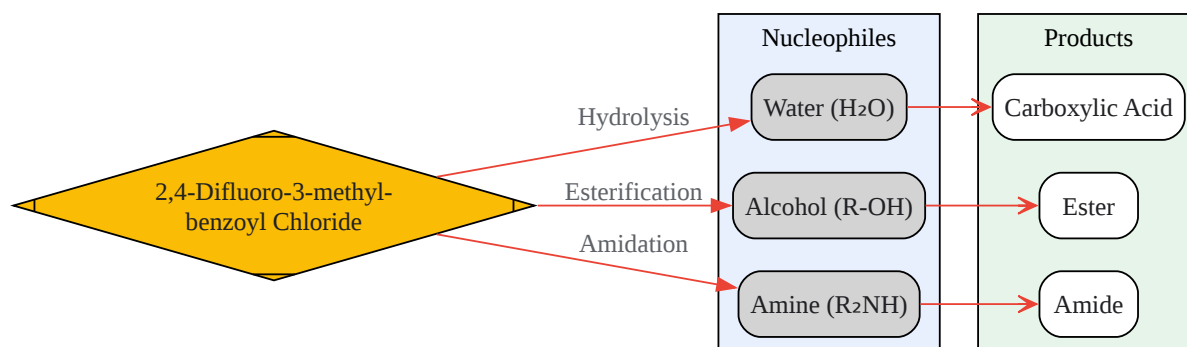 Nucleophiles
Products
Hydrolysis
Water (H₂O)
Carboxylic Acid
2,4-Difluoro-3-methyl-
benzoyl Chloride
Esterification
Alcohol (R-OH)
Ester
Amidation
Amine (R₂NH)
Amide